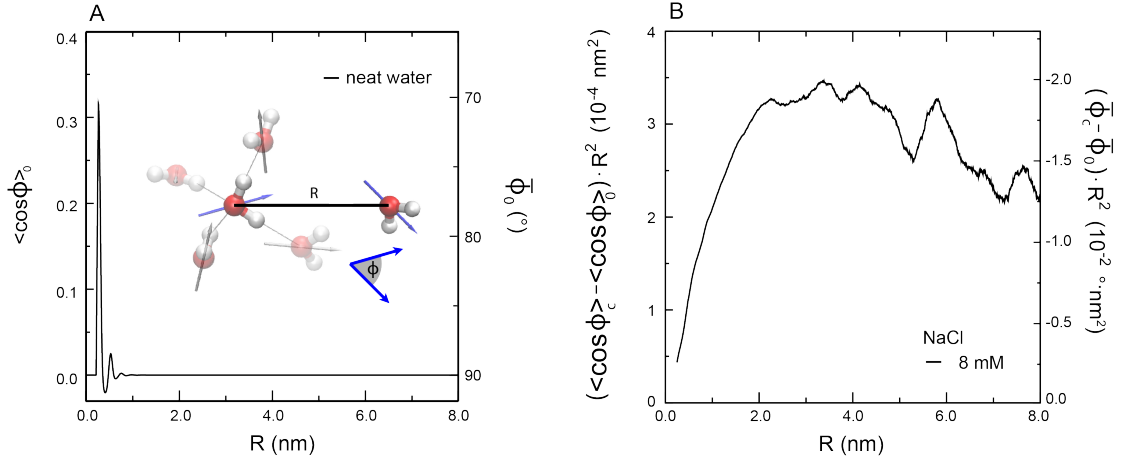 A
<cosϕ>₀
0.4
0.3
0.2
0.1
0.0
— neat water
R
ϕ
70
80
90
ϕ̅₀ (°)
0.0 2.0 4.0 6.0 8.0
R (nm)
B
(<cosϕ>c–<cosϕ>₀)·R² (10⁻⁴ nm²)
4
3
2
1
0
NaCl
— 8 mM
-2.0
-1.5
-1.0
-0.5
0.0
(ϕ̅c–ϕ̅₀)·R² (10⁻² °·nm²)
0.0 2.0 4.0 6.0 8.0
R (nm)